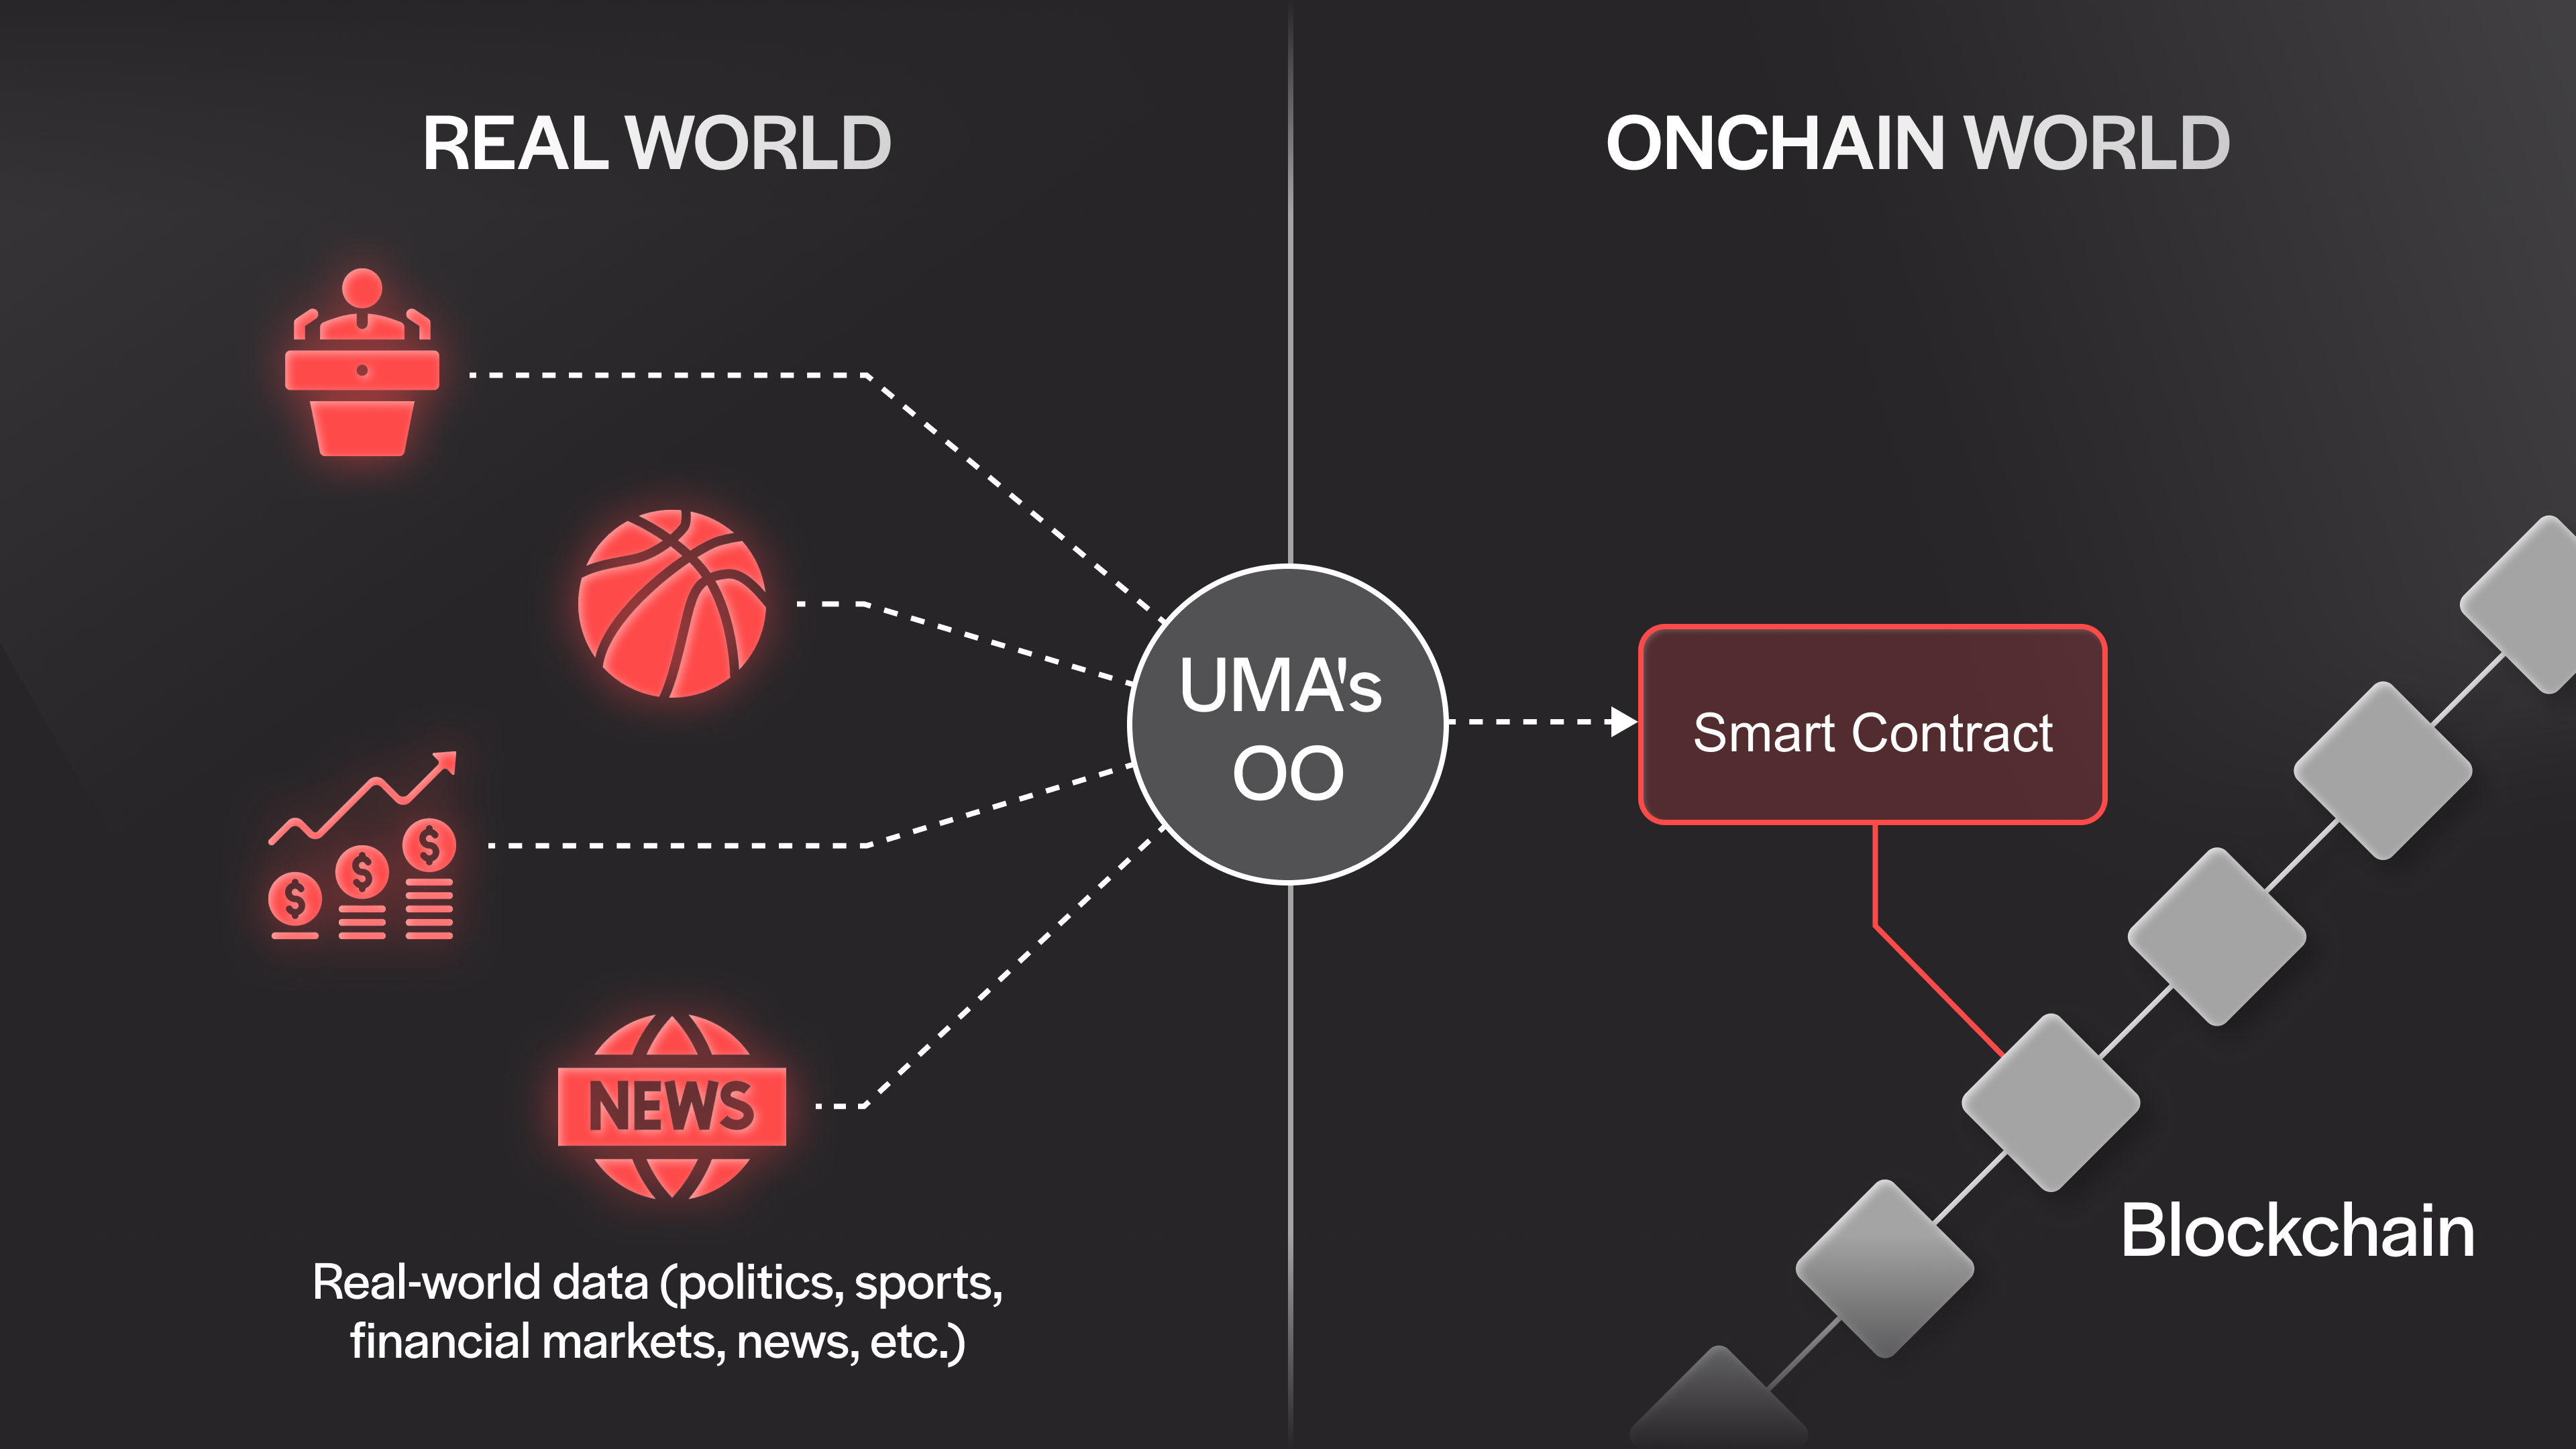 REAL WORLD
ONCHAIN WORLD
UMA's
OO
Smart Contract
$
$
$
NEWS
Blockchain
Real-world data (politics, sports,
financial markets, news, etc.)